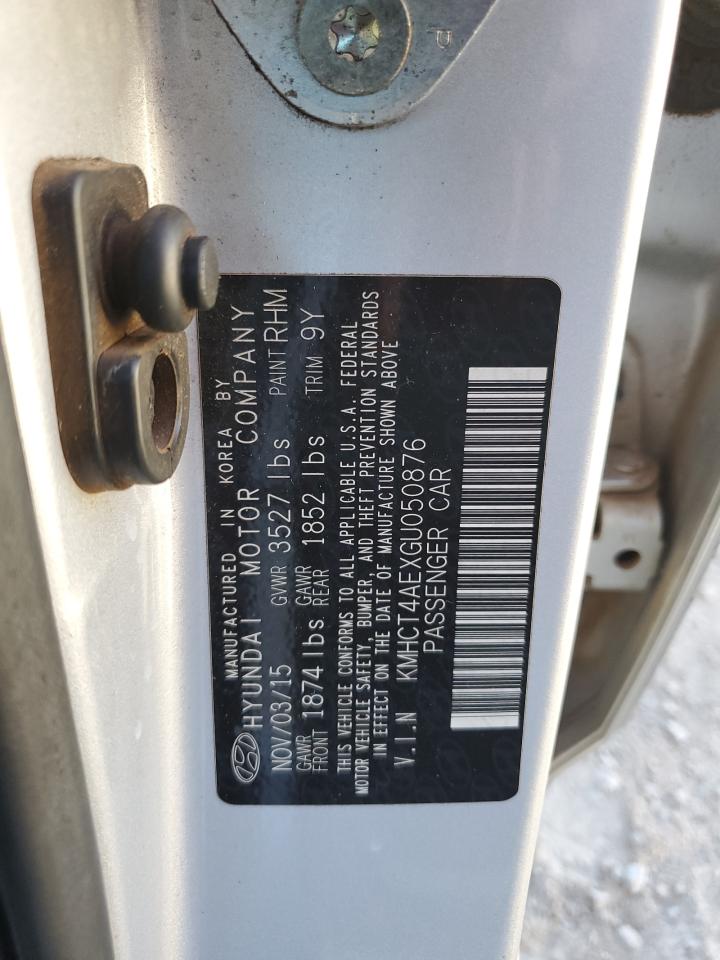 P
MANUFACTURED IN KOREA BY
HYUNDAI MOTOR COMPANY
NOV/03/15 GVWR 3527 lbs PAINT RHM
GAWR FRONT 1874 lbs GAWR REAR 1852 lbs TRIM 9Y
THIS VEHICLE CONFORMS TO ALL APPLICABLE U.S.A. FEDERAL
MOTOR VEHICLE SAFETY, BUMPER, AND THEFT PREVENTION STANDARDS
IN EFFECT ON THE DATE OF MANUFACTURE SHOWN ABOVE
V.I.N KMHCT4AEXGU050876
PASSENGER CAR